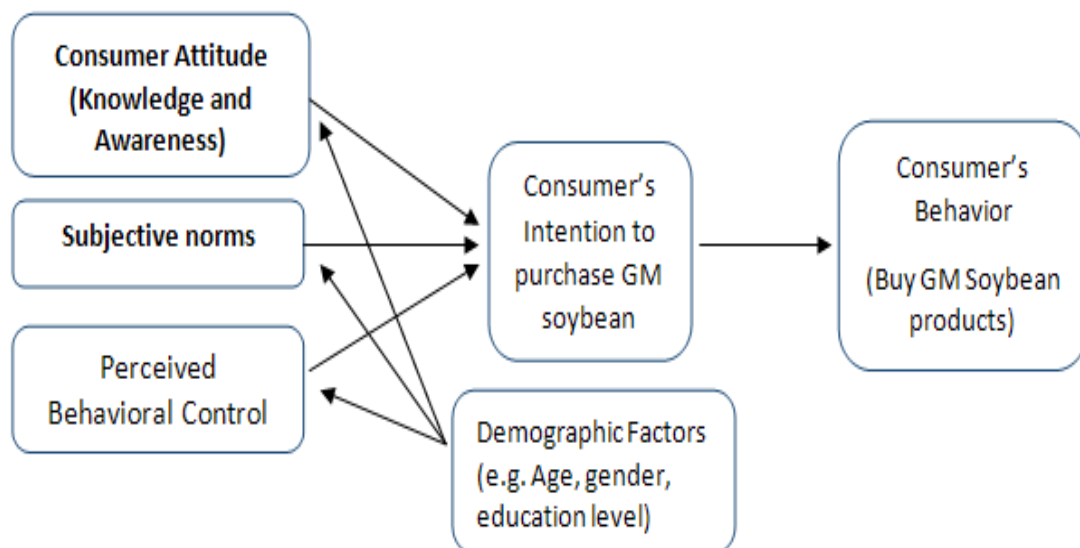 Consumer Attitude
(Knowledge and
Awareness)
Subjective norms
Perceived
Behavioral Control
Consumer’s
Intention to
purchase GM
soybean
Demographic Factors
(e.g. Age, gender,
education level)
Consumer’s
Behavior
(Buy GM Soybean
products)